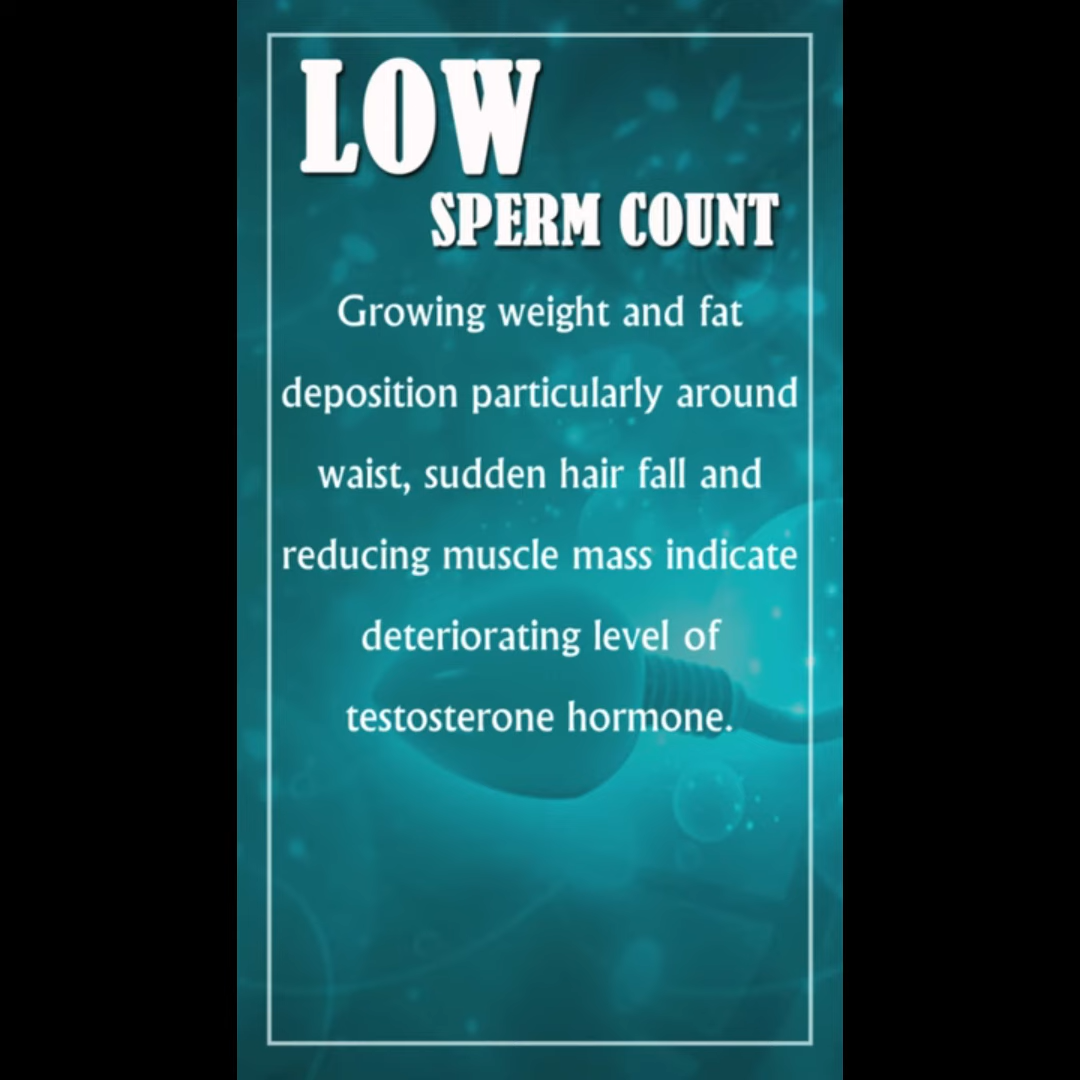 LOW
SPERM COUNT
Growing weight and fat
deposition particularly around
waist, sudden hair fall and
reducing muscle mass indicate
deteriorating level of
testosterone hormone.